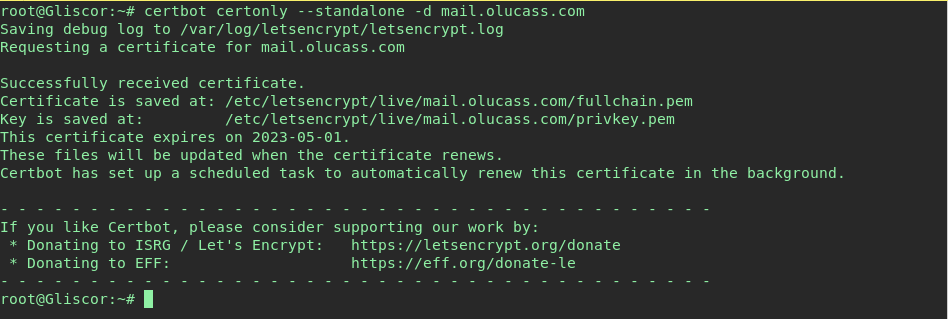 root@Gliscor:~# certbot certonly --standalone -d mail.olucass.com
Saving debug log to /var/log/letsencrypt/letsencrypt.log
Requesting a certificate for mail.olucass.com

Successfully received certificate.
Certificate is saved at: /etc/letsencrypt/live/mail.olucass.com/fullchain.pem
Key is saved at:         /etc/letsencrypt/live/mail.olucass.com/privkey.pem
This certificate expires on 2023-05-01.
These files will be updated when the certificate renews.
Certbot has set up a scheduled task to automatically renew this certificate in the background.

- - - - - - - - - - - - - - - - - - - - - - - - - - - - - - - - - - - - - - - -
If you like Certbot, please consider supporting our work by:
 * Donating to ISRG / Let's Encrypt:   https://letsencrypt.org/donate
 * Donating to EFF:                    https://eff.org/donate-le
- - - - - - - - - - - - - - - - - - - - - - - - - - - - - - - - - - - - - - - -
root@Gliscor:~#